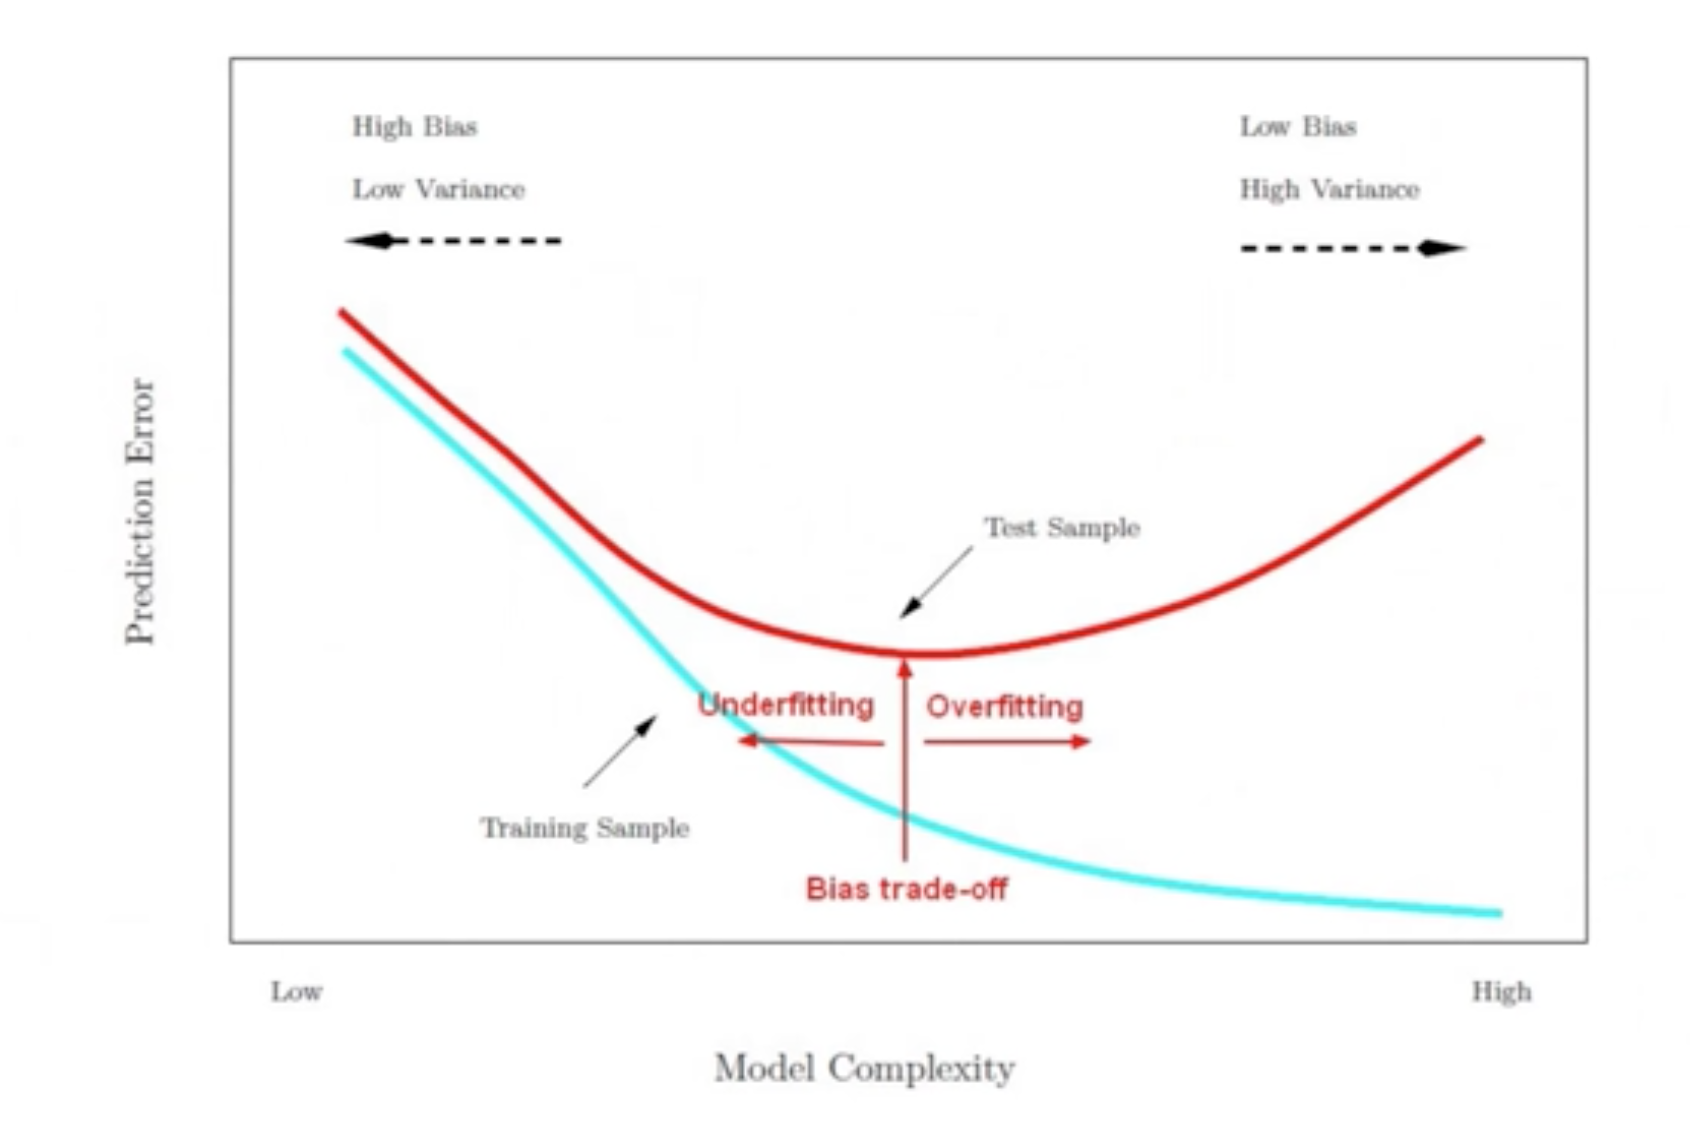 High Bias
Low Variance
Low Bias
High Variance
Prediction Error
Test Sample
Underfitting
Overfitting
Training Sample
Bias trade-off
Low
High
Model Complexity